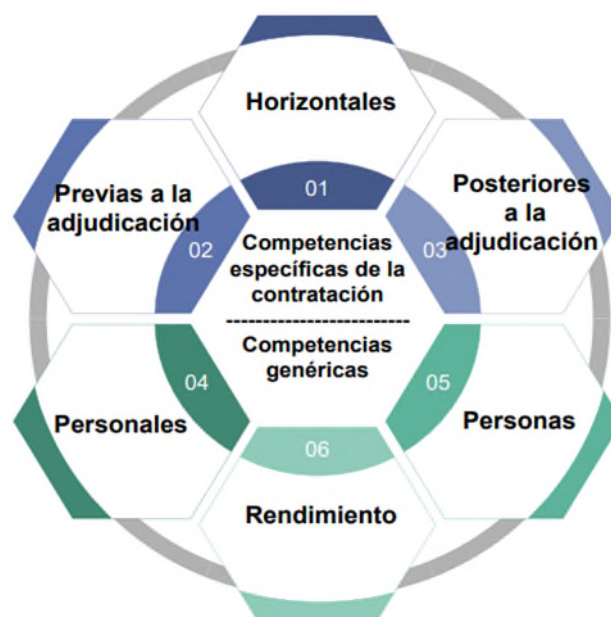 Horizontales
01
Previas a la
adjudicación
02
Posteriores
a la
adjudicación
03
Competencias
específicas de la
contratación
--------------------------
Competencias
genéricas
04
Personales
05
Personas
06
Rendimiento